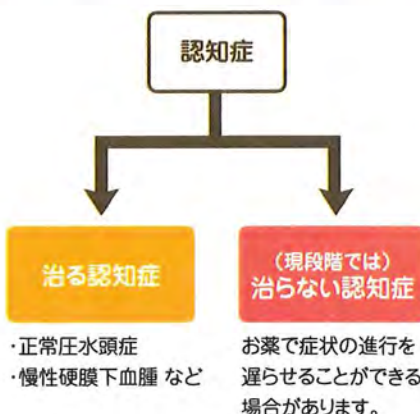 認知症
治る認知症
・正常圧水頭症
・慢性硬膜下血腫 など
(現段階では)
治らない認知症
お薬で症状の進行を
遅らせることができる
場合があります。